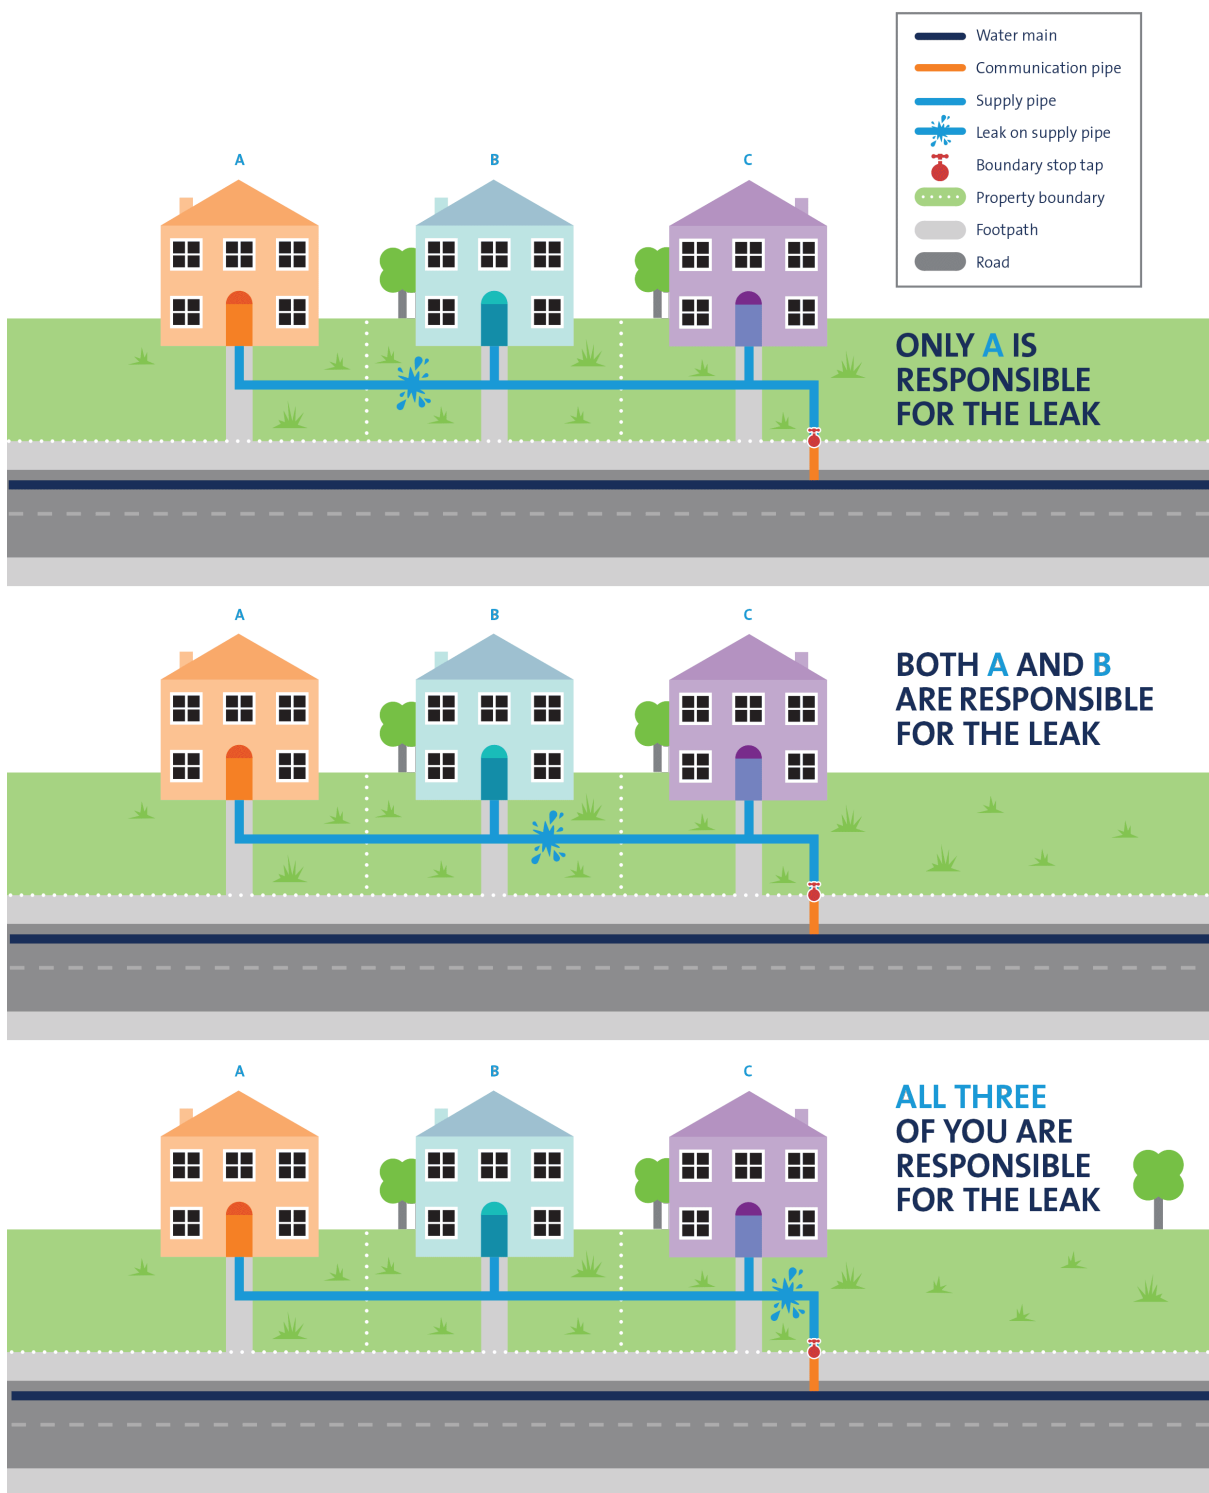 Water main
Communication pipe
Supply pipe
Leak on supply pipe
Boundary stop tap
Property boundary
Footpath
Road
A
B
C
ONLY A IS
RESPONSIBLE
FOR THE LEAK
A
B
C
BOTH A AND B
ARE RESPONSIBLE
FOR THE LEAK
A
B
C
ALL THREE
OF YOU ARE
RESPONSIBLE
FOR THE LEAK